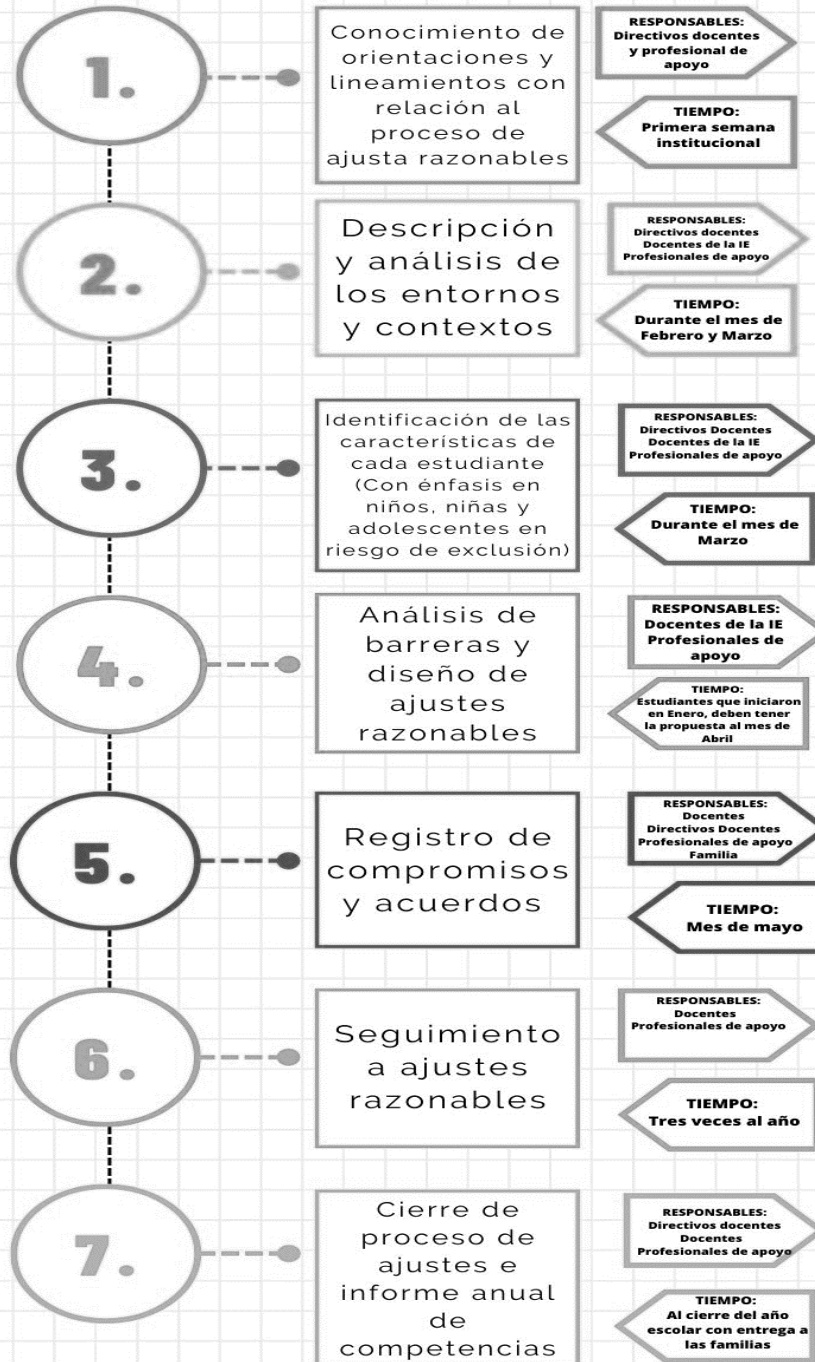 1.
Conocimiento de
orientaciones y
lineamientos con
relación al
proceso de
ajusta razonables
RESPONSABLES:
Directivos docentes
y profesional de
apoyo
TIEMPO:
Primera semana
institucional
2.
Descripción
y análisis de
los entornos
y contextos
RESPONSABLES:
Directivos docentes
Docentes de la IE
Profesionales de apoyo
TIEMPO:
Durante el mes de
Febrero y Marzo
3.
Identificación de las
características de
cada estudiante
(Con énfasis en
niños, niñas y
adolescentes en
riesgo de exclusión)
RESPONSABLES:
Directivos Docentes
Docentes de la IE
Profesionales de apoyo
TIEMPO:
Durante el mes de
Marzo
4.
Análisis de
barreras y
diseño de
ajustes
razonables
RESPONSABLES:
Docentes de la IE
Profesionales de
apoyo
TIEMPO:
Estudiantes que iniciaron
en Enero, deben tener
la propuesta al mes de
Abril
5.
Registro de
compromisos
y acuerdos
RESPONSABLES:
Docentes
Directivos Docentes
Profesionales de apoyo
Familia
TIEMPO:
Mes de mayo
6.
Seguimiento
a ajustes
razonables
RESPONSABLES:
Docentes
Profesionales de apoyo
TIEMPO:
Tres veces al año
7.
Cierre de
proceso de
ajustes e
informe anual
de
competencias
RESPONSABLES:
Directivos docentes
Docentes
Profesionales de apoyo
TIEMPO:
Al cierre del año
escolar con entrega a
las familias